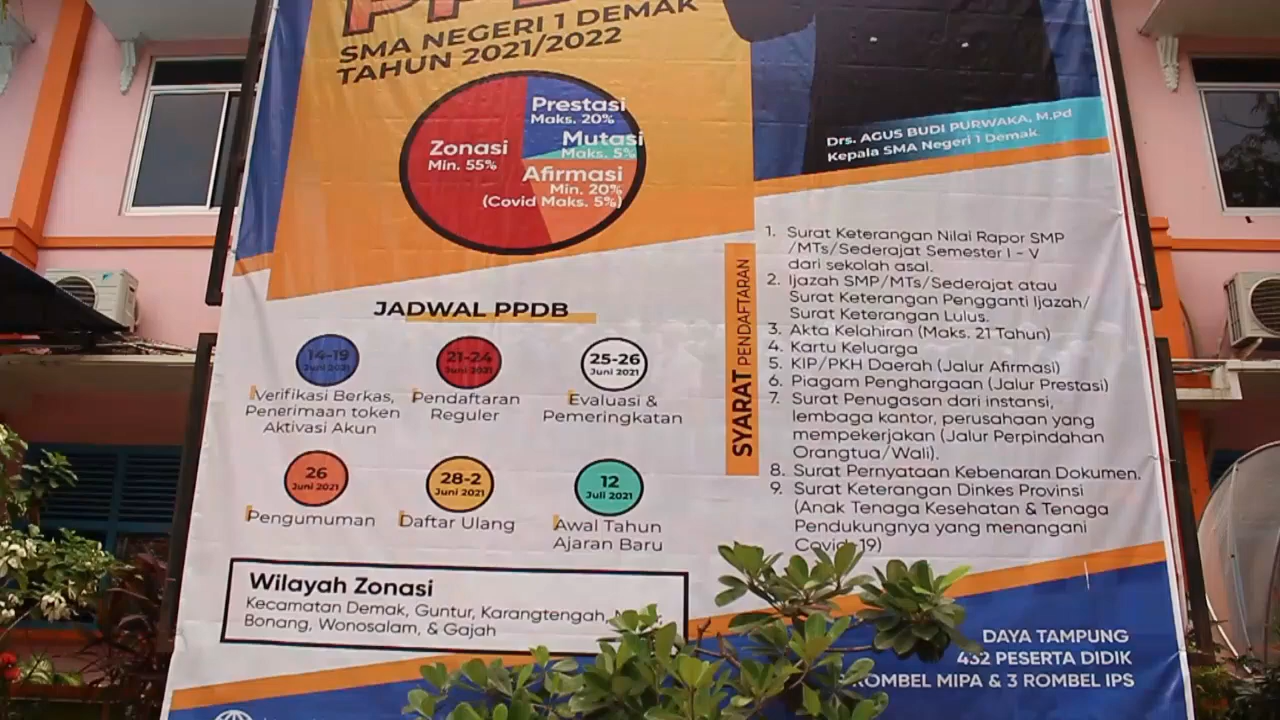 SMA NEGERI 1 DEMAK
TAHUN 2021/2022
Prestasi
Maks. 20%
Mutasi
Maks. 5%
Zonasi
Min. 55%
Afirmasi
Min. 20%
(Covid Maks. 5%)
Drs. AGUS BUDI PURWAKA, M.Pd
Kepala SMA Negeri 1 Demak
JADWAL PPDB
14-19
Juni 2021
Verifikasi Berkas,
Penerimaan token
Aktivasi Akun
21-24
Juni 2021
Pendaftaran
Reguler
25-26
Juni 2021
Evaluasi &
Pemeringkatan
26
Juni 2021
Pengumuman
28-2
Juni 2021
Daftar Ulang
12
Juli 2021
Awal Tahun
Ajaran Baru
Wilayah Zonasi
Kecamatan Demak, Guntur, Karangtengah,
Bonang, Wonosalam, & Gajah
SYARAT PENDAFTARAN
1. Surat Keterangan Nilai Rapor SMP
/MTs/Sederajat Semester I - V
dari sekolah asal.
2. Ijazah SMP/MTs/Sederajat atau
Surat Keterangan Pengganti Ijazah/
Surat Keterangan Lulus.
3. Akta Kelahiran (Maks. 21 Tahun)
4. Kartu Keluarga
5. KIP/PKH Daerah (Jalur Afirmasi)
6. Piagam Penghargaan (Jalur Prestasi)
7. Surat Penugasan dari instansi,
lembaga kantor, perusahaan yang
mempekerjakan (Jalur Perpindahan
Orangtua/Wali).
8. Surat Pernyataan Kebenaran Dokumen.
9. Surat Keterangan Dinkes Provinsi
(Anak Tenaga Kesehatan & Tenaga
Pendukungnya yang menangani
Covid-19)
DAYA TAMPUNG
432 PESERTA DIDIK
ROMBEL MIPA & 3 ROMBEL IPS